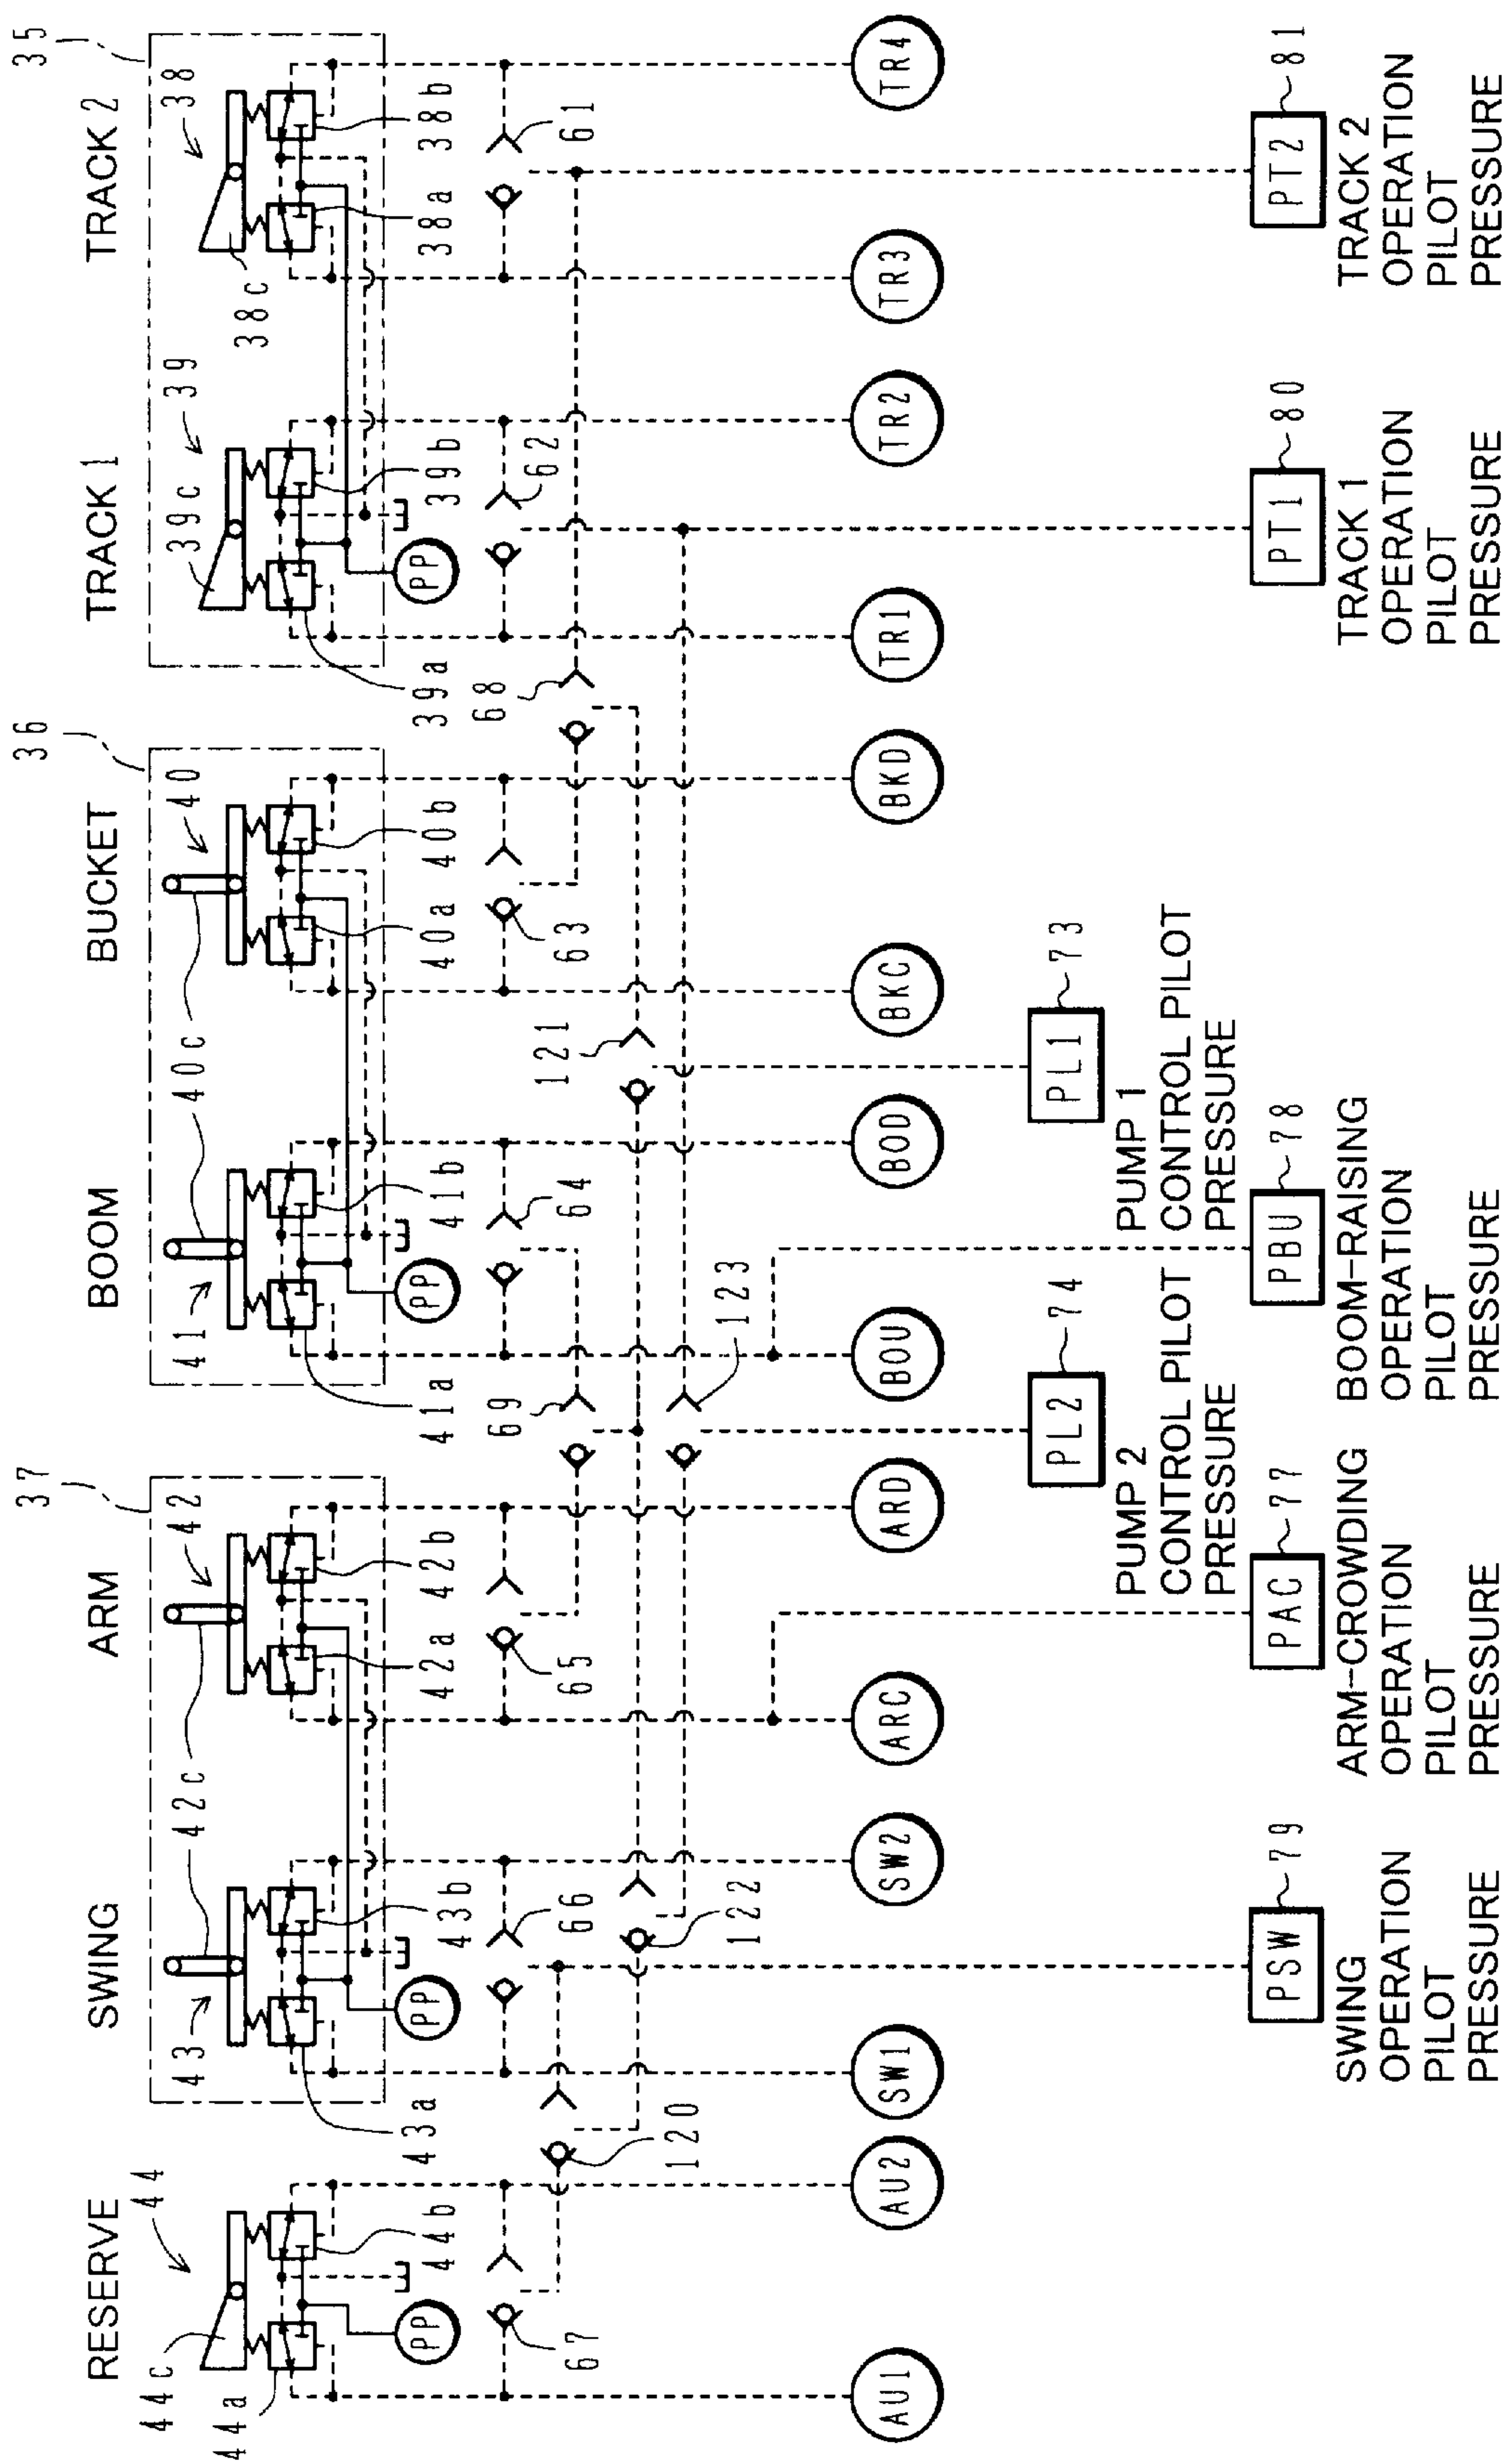 RESERVE
SWING
ARM
BOOM
BUCKET
TRACK 1
TRACK 2
37
36
35
44
44c
44a
44b
43
42c
43a
43b
42
42a
42b
41
40c
41a
41b
40
40a
40b
39c
39
39a
39b
38
38c
38a
38b
PP
PP
PP
PP
67
66
65
64
63
62
61
120
69
68
122
121
123
AU1
AU2
SW1
SW2
ARC
ARD
BOU
BOD
BKC
BKD
TR1
TR2
TR3
TR4
PL2
74
PUMP 2
CONTROL PILOT
PRESSURE
PL1
73
PUMP 1
CONTROL PILOT
PRESSURE
PSW
79
SWING
OPERATION
PILOT
PRESSURE
PAC
77
ARM-CROWDING
OPERATION
PILOT
PRESSURE
PBU
78
BOOM-RAISING
OPERATION
PILOT
PRESSURE
PT1
80
TRACK 1
OPERATION
PILOT
PRESSURE
PT2
81
TRACK 2
OPERATION
PILOT
PRESSURE